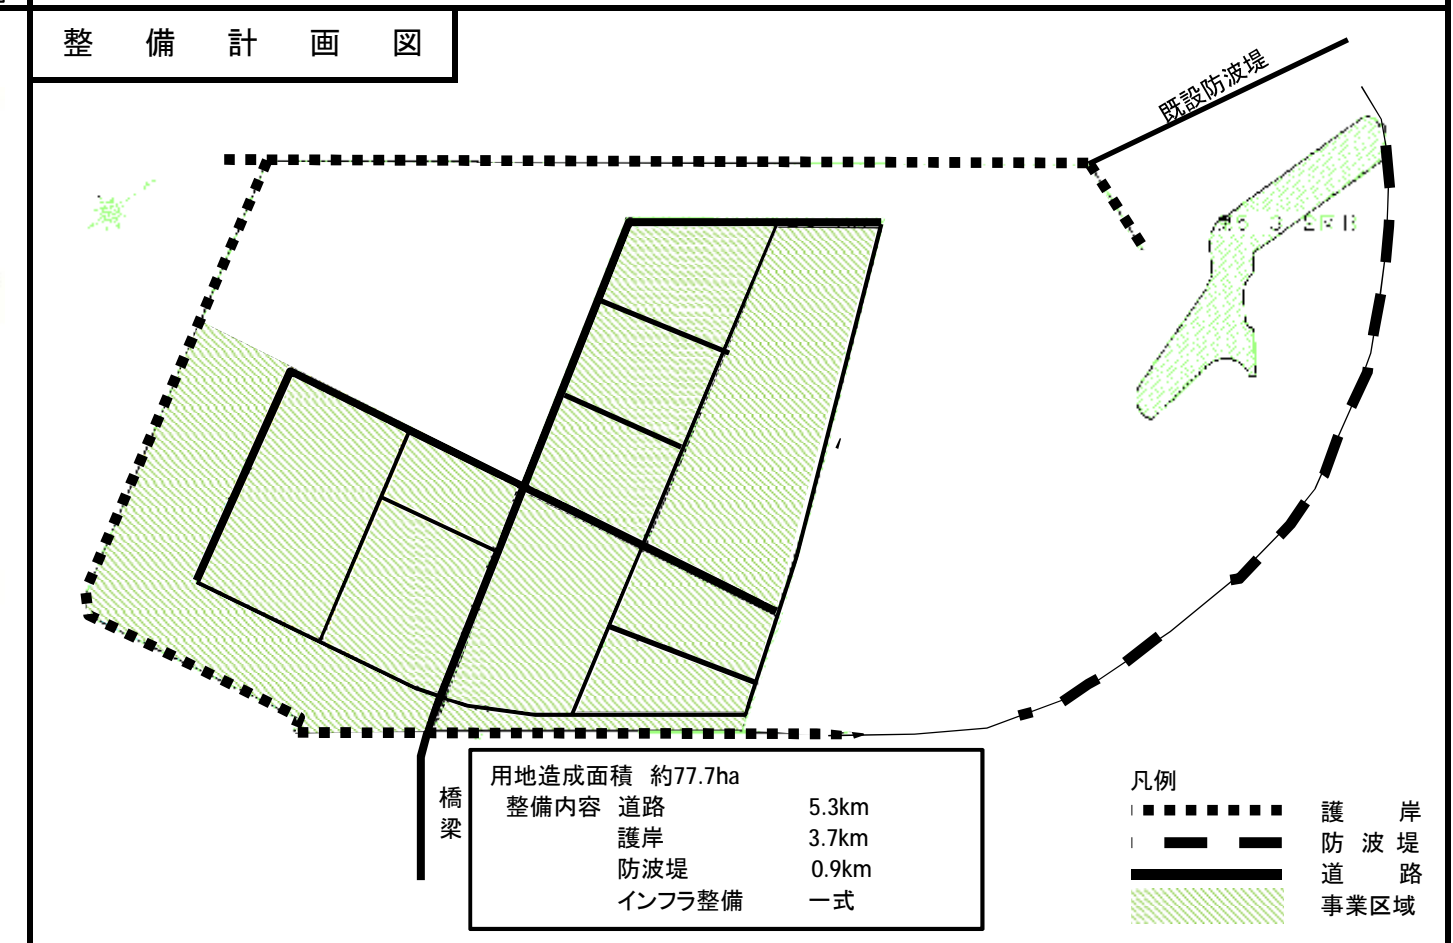 整備計画図
既設防波堤
橋梁
用地造成面積 約77.7ha
整備内容 道路 5.3km
護岸 3.7km
防波堤 0.9km
インフラ整備 一式
凡例
護岸
防波堤
道路
事業区域